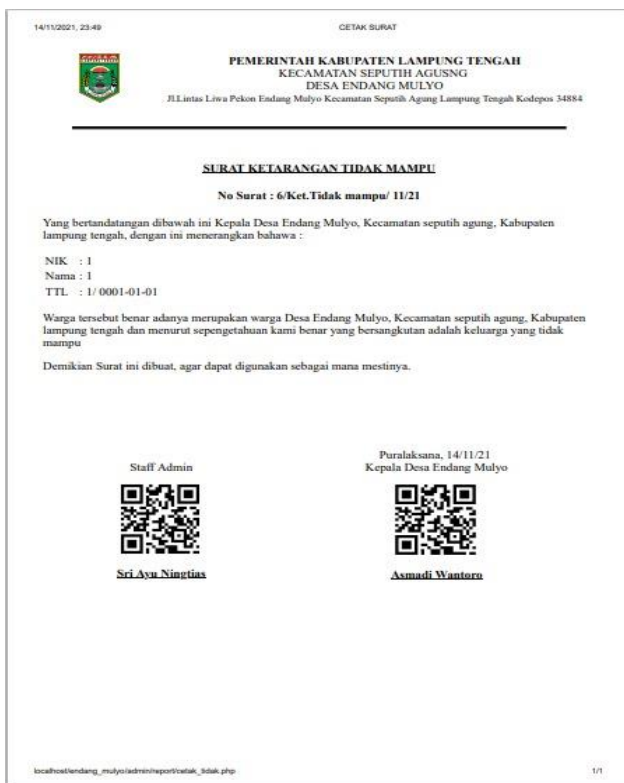 14/11/2021, 23:49 CETAK SURAT
PEMERINTAH KABUPATEN LAMPUNG TENGAH
KECAMATAN SEPUTIH AGUSNG
DESA ENDANG MULYO
Jl.Lintas Liwa Pekon Endang Mulyo Kecamatan Seputih Agung Lampung Tengah Kodepos 34884
SURAT KETARANGAN TIDAK MAMPU
No Surat : 6/Ket.Tidak mampu/ 11/21
Yang bertandatangan dibawah ini Kepala Desa Endang Mulyo, Kecamatan seputih agung, Kabupaten
lampung tengah, dengan ini menerangkan bahawa :
NIK : 1
Nama : 1
TTL : 1/ 0001-01-01
Warga tersebut benar adanya merupakan warga Desa Endang Mulyo, Kecamatan seputih agung, Kabupaten
lampung tengah dan menurut sepengetahuan kami benar yang bersangkutan adalah keluarga yang tidak
mampu
Demikian Surat ini dibuat, agar dapat digunakan sebagai mana mestinya.
Puralaksana, 14/11/21
Staff Admin Kepala Desa Endang Mulyo
Sri Ayu Ningtias Asmadi Wantoro
localhost/endang_mulyo/admin/report/cetak_tidak.php 1/1